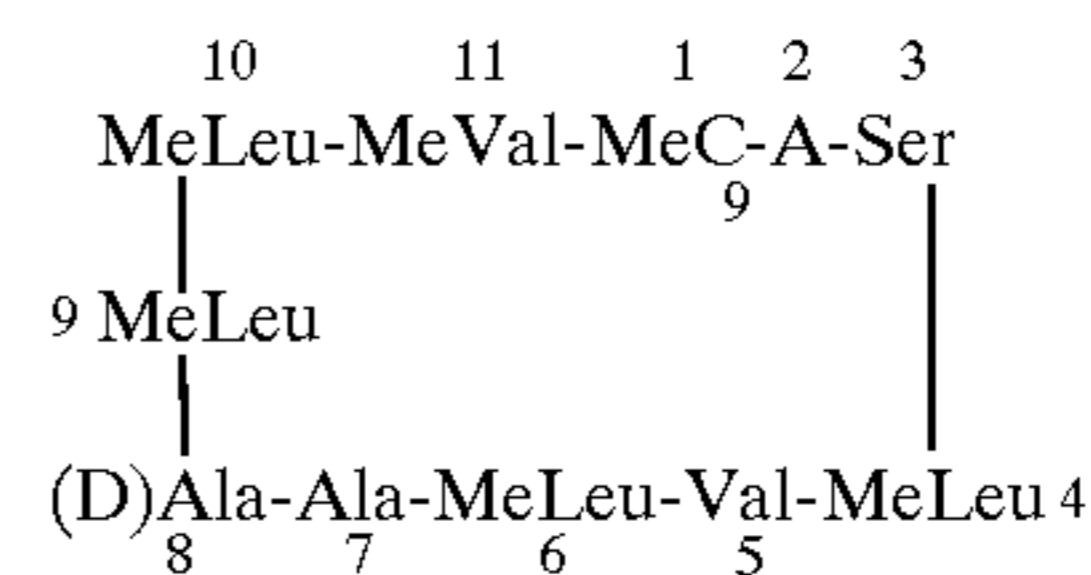 10 11 1 2 3
MeLeu-MeVal-MeC-A-Ser
9
9 MeLeu
(D)Ala-Ala-MeLeu-Val-MeLeu 4
8 7 6 5